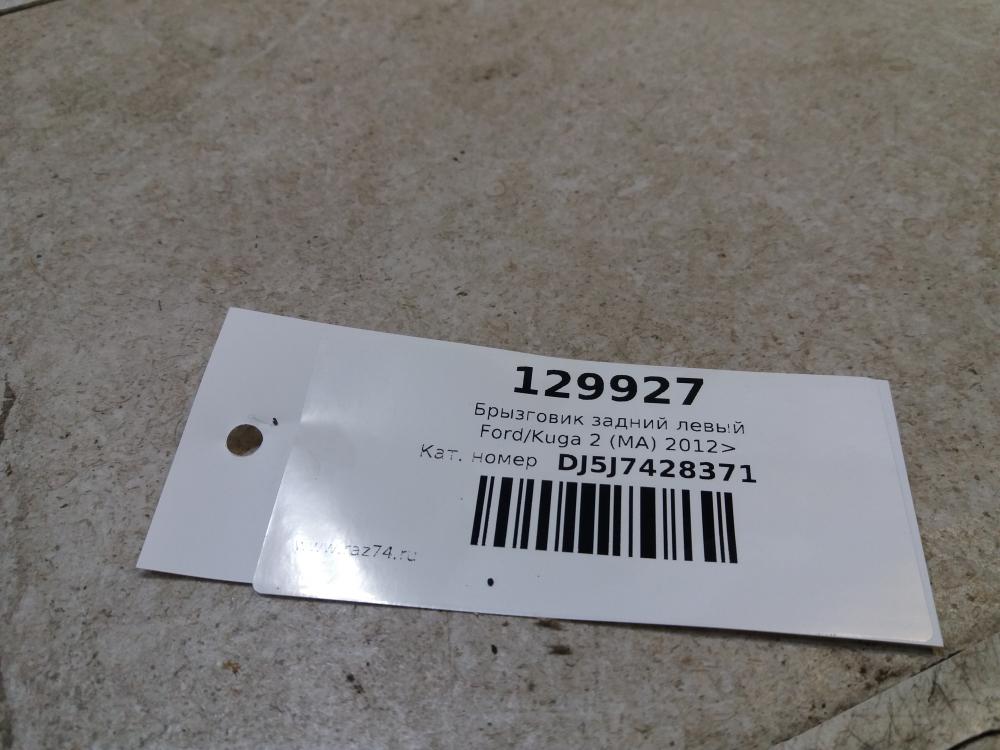 129927
Брызговик задний левый
Ford/Kuga 2 (MA) 2012>
Кат. номер DJ5J7428371
www.raz74.ru